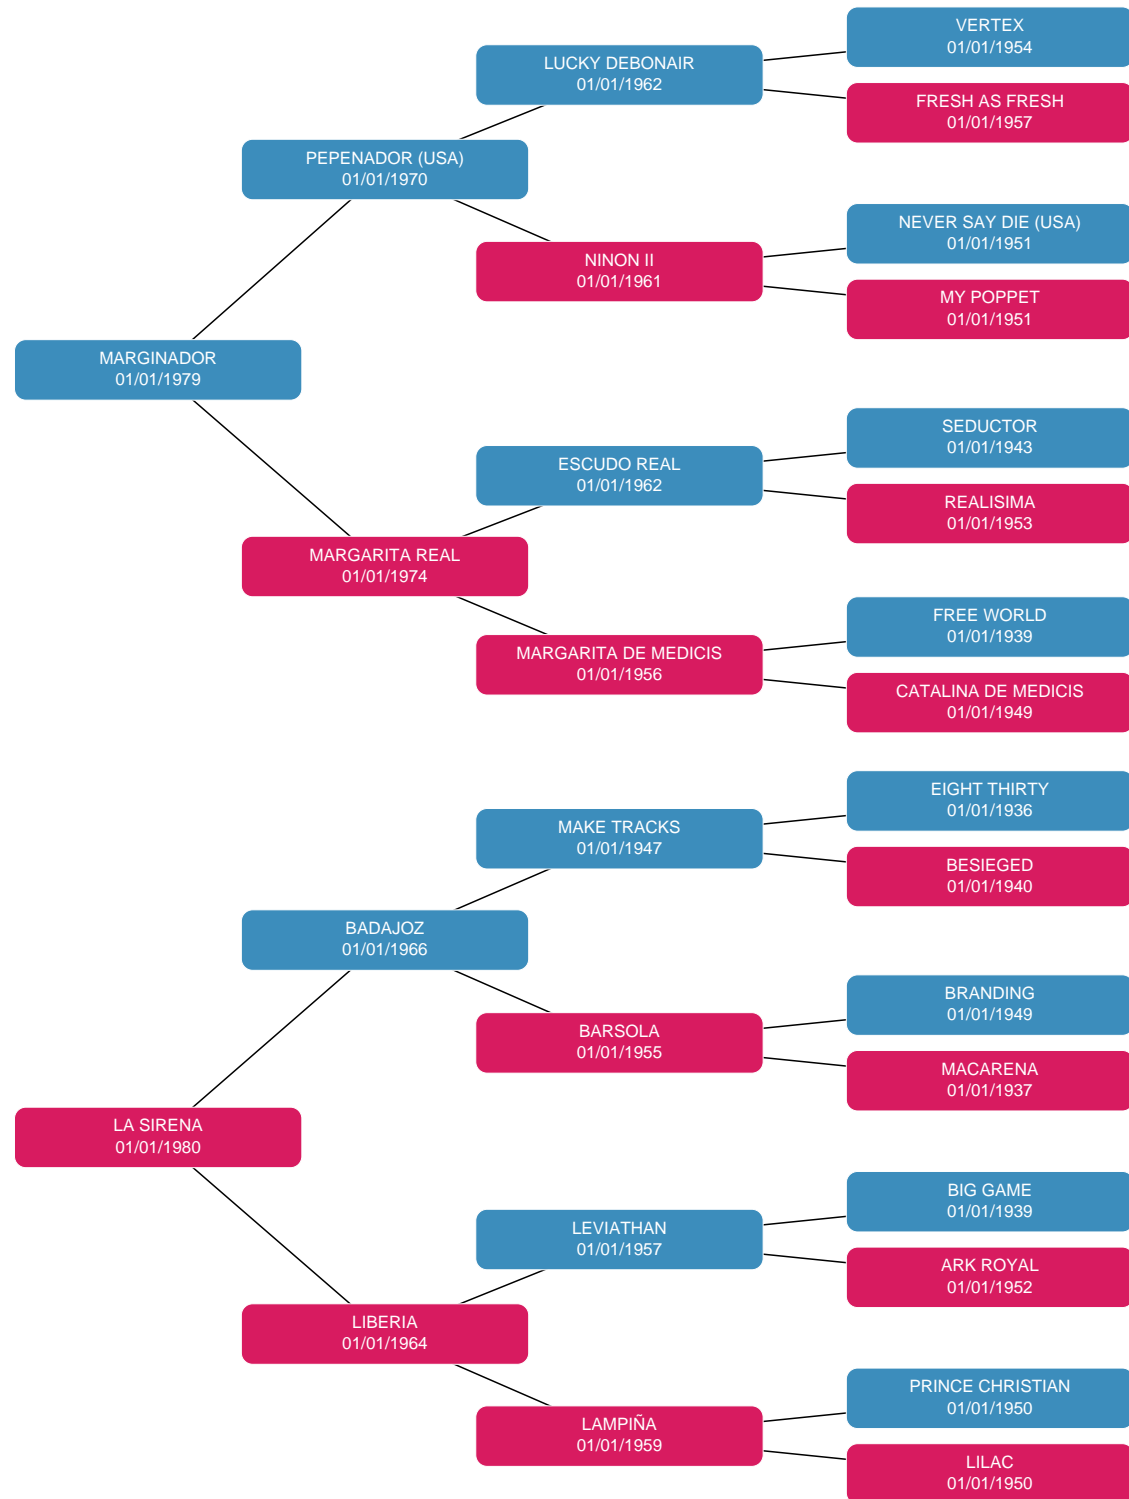 VERTEX
01/01/1954
LUCKY DEBONAIR
01/01/1962
FRESH AS FRESH
01/01/1957
PEPENADOR (USA)
01/01/1970
NEVER SAY DIE (USA)
01/01/1951
NINON II
01/01/1961
MY POPPET
01/01/1951
MARGINADOR
01/01/1979
SEDUCTOR
01/01/1943
ESCUDO REAL
01/01/1962
REALISIMA
01/01/1953
MARGARITA REAL
01/01/1974
FREE WORLD
01/01/1939
MARGARITA DE MEDICIS
01/01/1956
CATALINA DE MEDICIS
01/01/1949
EIGHT THIRTY
01/01/1936
MAKE TRACKS
01/01/1947
BESIEGED
01/01/1940
BADAJOZ
01/01/1966
BRANDING
01/01/1949
BARSOLA
01/01/1955
MACARENA
01/01/1937
LA SIRENA
01/01/1980
BIG GAME
01/01/1939
LEVIATHAN
01/01/1957
ARK ROYAL
01/01/1952
LIBERIA
01/01/1964
PRINCE CHRISTIAN
01/01/1950
LAMPIÑA
01/01/1959
LILAC
01/01/1950